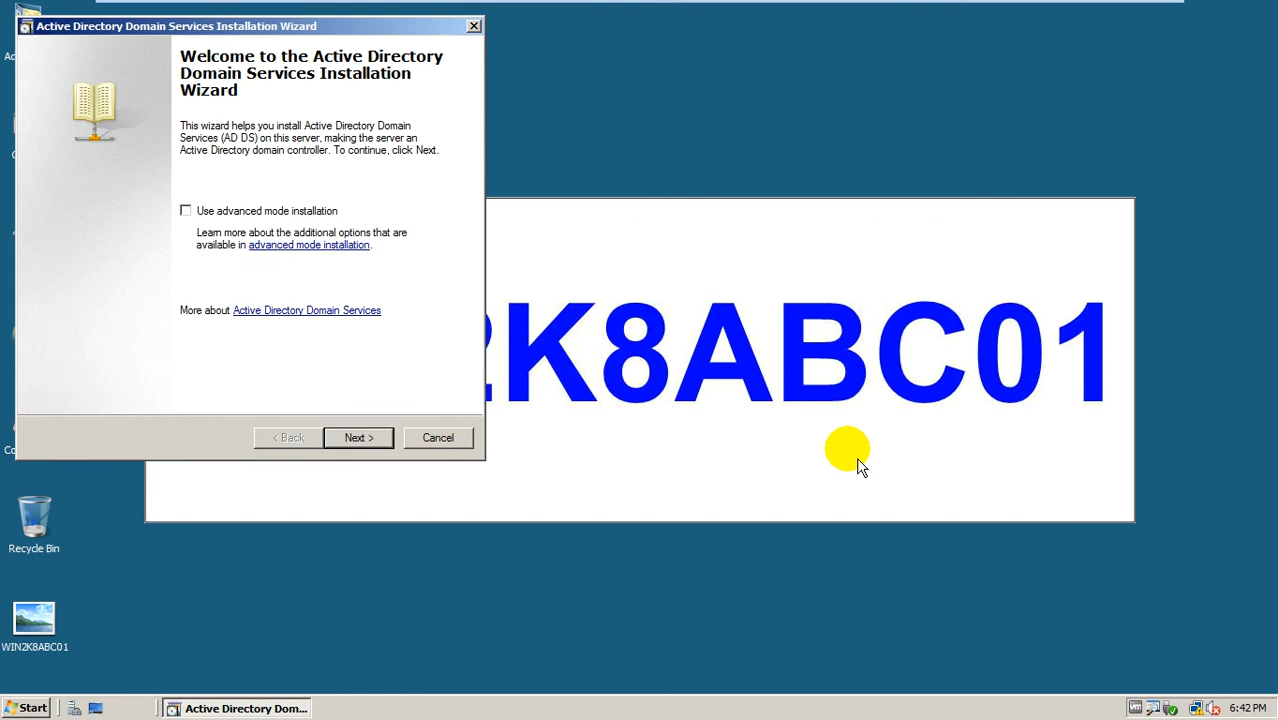 Active Directory Domain Services Installation Wizard
Welcome to the Active Directory
Domain Services Installation
Wizard
This wizard helps you install Active Directory Domain
Services (AD DS) on this server, making the server an
Active Directory domain controller. To continue, click Next.
Use advanced mode installation
Learn more about the additional options that are
available in advanced mode installation.
More about Active Directory Domain Services
< Back
Next >
Cancel
2K8ABC01
Recycle Bin
WIN2K8ABC01
Start
Active Directory Dom...
vm
6:42 PM